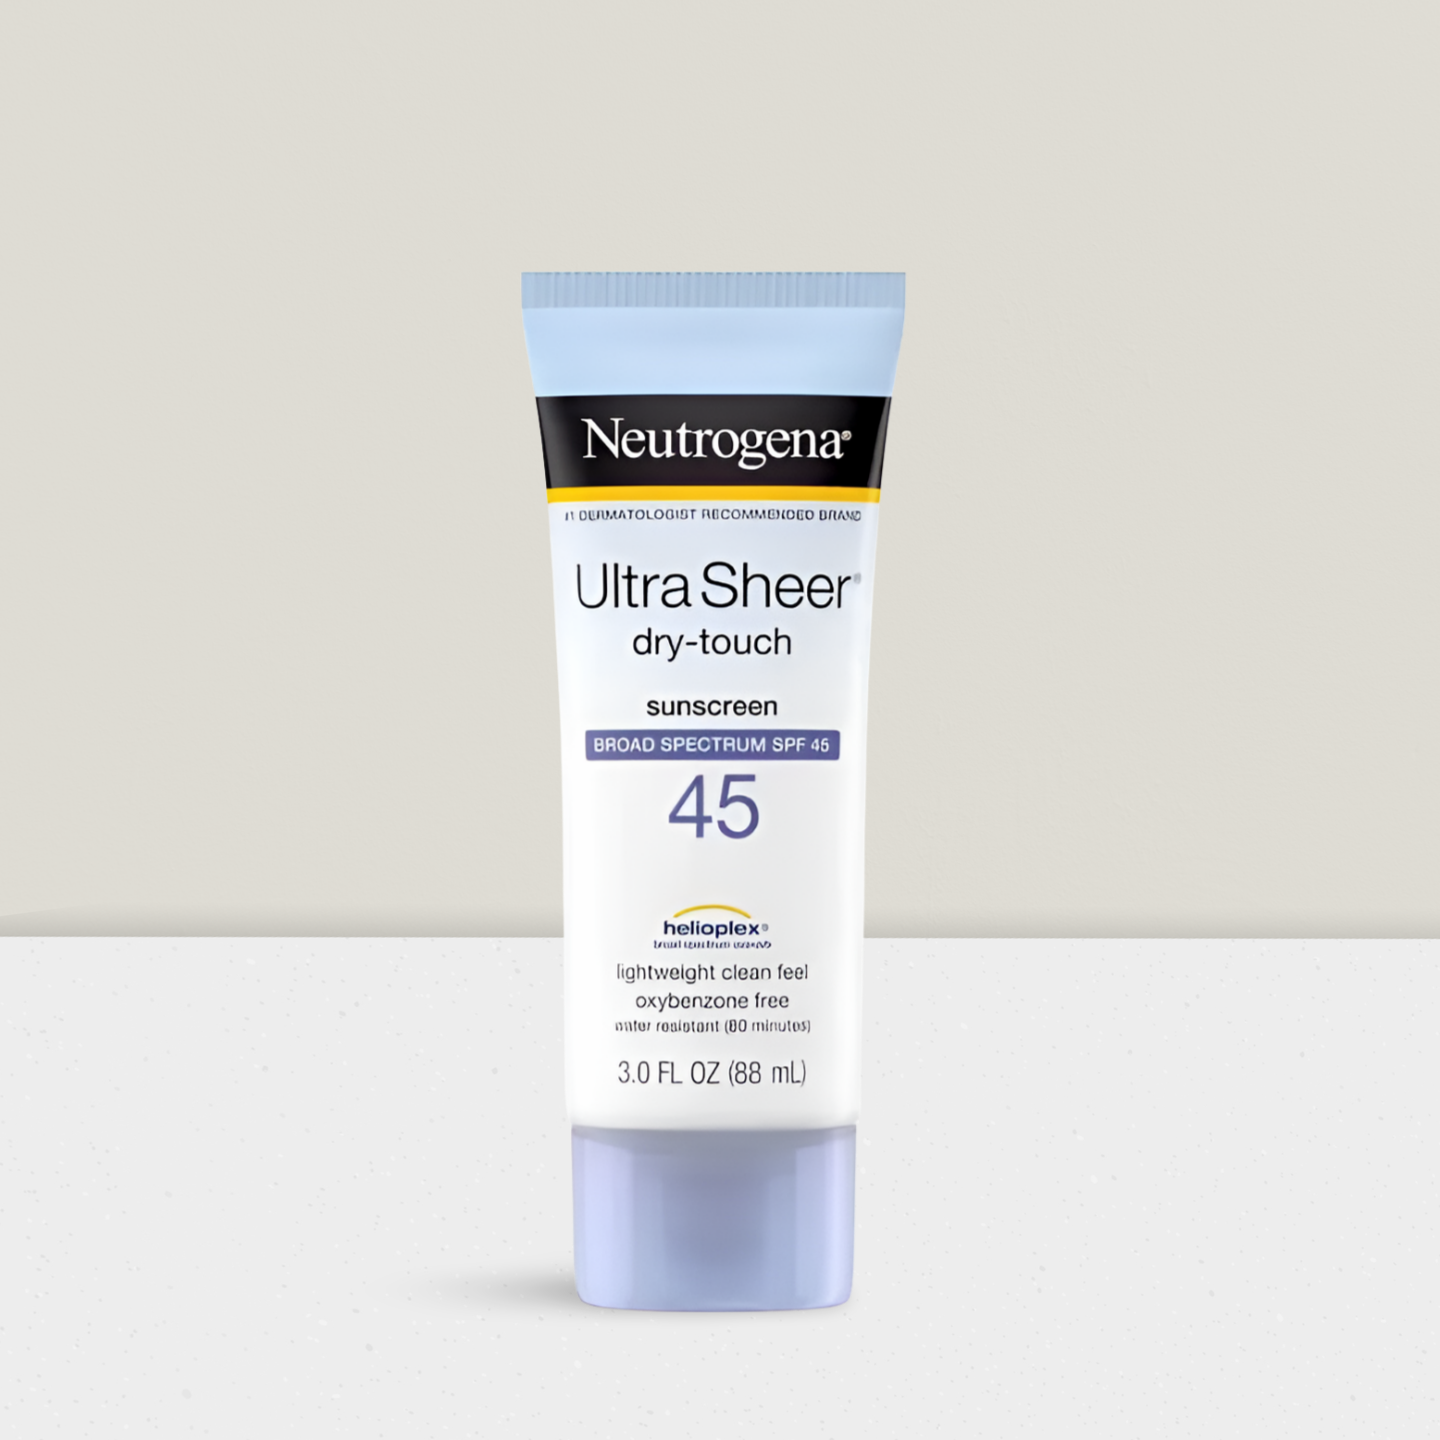 Neutrogena®
#1 DERMATOLOGIST RECOMMENDED BRAND
Ultra Sheer®
dry-touch
sunscreen
BROAD SPECTRUM SPF 45
45
helioplex®
lightweight clean feel
oxybenzone free
water resistant (80 minutes)
3.0 FL OZ (88 mL)